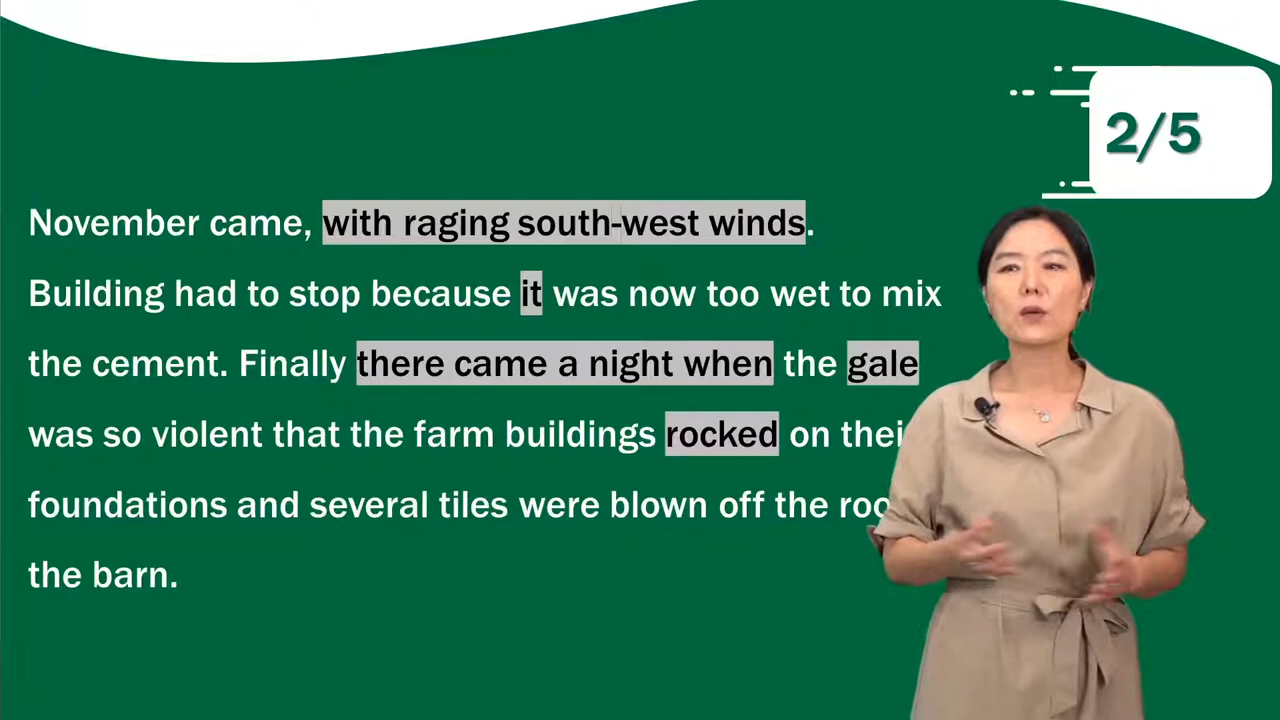 2/5
November came, with raging south-west winds.
Building had to stop because it was now too wet to mix
the cement. Finally there came a night when the gale
was so violent that the farm buildings rocked on
foundations and several tiles were blown off the
the barn.